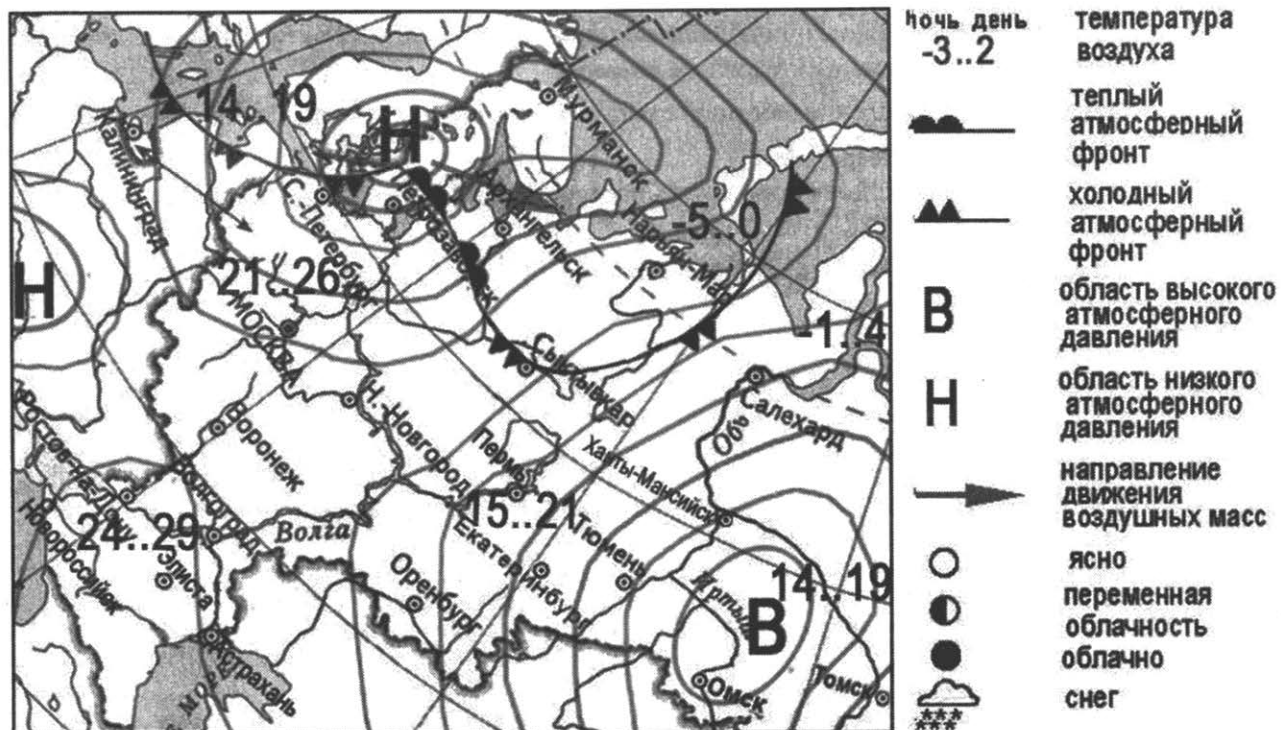 Мурманск
14 19
Н
Калининград
С.-Петербург
Петрозаводск
Архангельск
Нарьян-Мар
-5..0
Н
21..26
МОСКВА
-1..4
Сыктывкар
Салехард
Обь
Ростов-на-Дону
Воронеж
Н.-Новгород
Пермь
Ханты-Мансийск
Волгоград
Новороссийск
24..29
Волга
15..21
Элиста
Екатеринбург
Тюмень
Оренбург
Иртыш
14..19
В
Астрахань
МОРЕ
Омск
Томск
ночь день
-3..2
температура
воздуха
теплый
атмосферный
фронт
холодный
атмосферный
фронт
В
область высокого
атмосферного
давления
Н
область низкого
атмосферного
давления
направление
движения
воздушных масс
ясно
переменная
облачность
облачно
снег